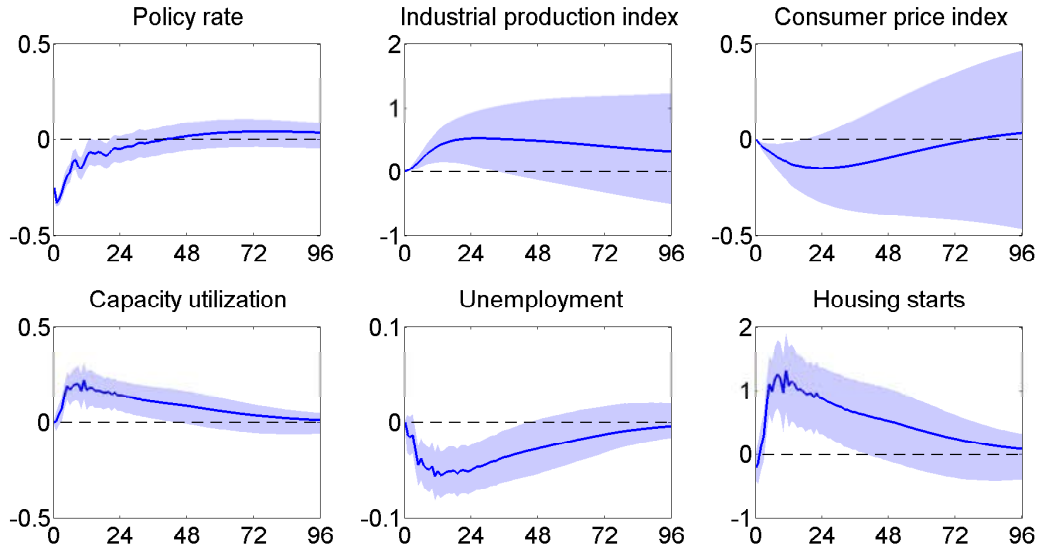 Policy rate
Industrial production index
Consumer price index
0.5
0
-0.5
0 24 48 72 96
2
1
0
-1
0 24 48 72 96
0.5
0
-0.5
0 24 48 72 96
Capacity utilization
Unemployment
Housing starts
0.5
0
-0.5
0 24 48 72 96
0.1
0
-0.1
0 24 48 72 96
2
1
0
-1
0 24 48 72 96